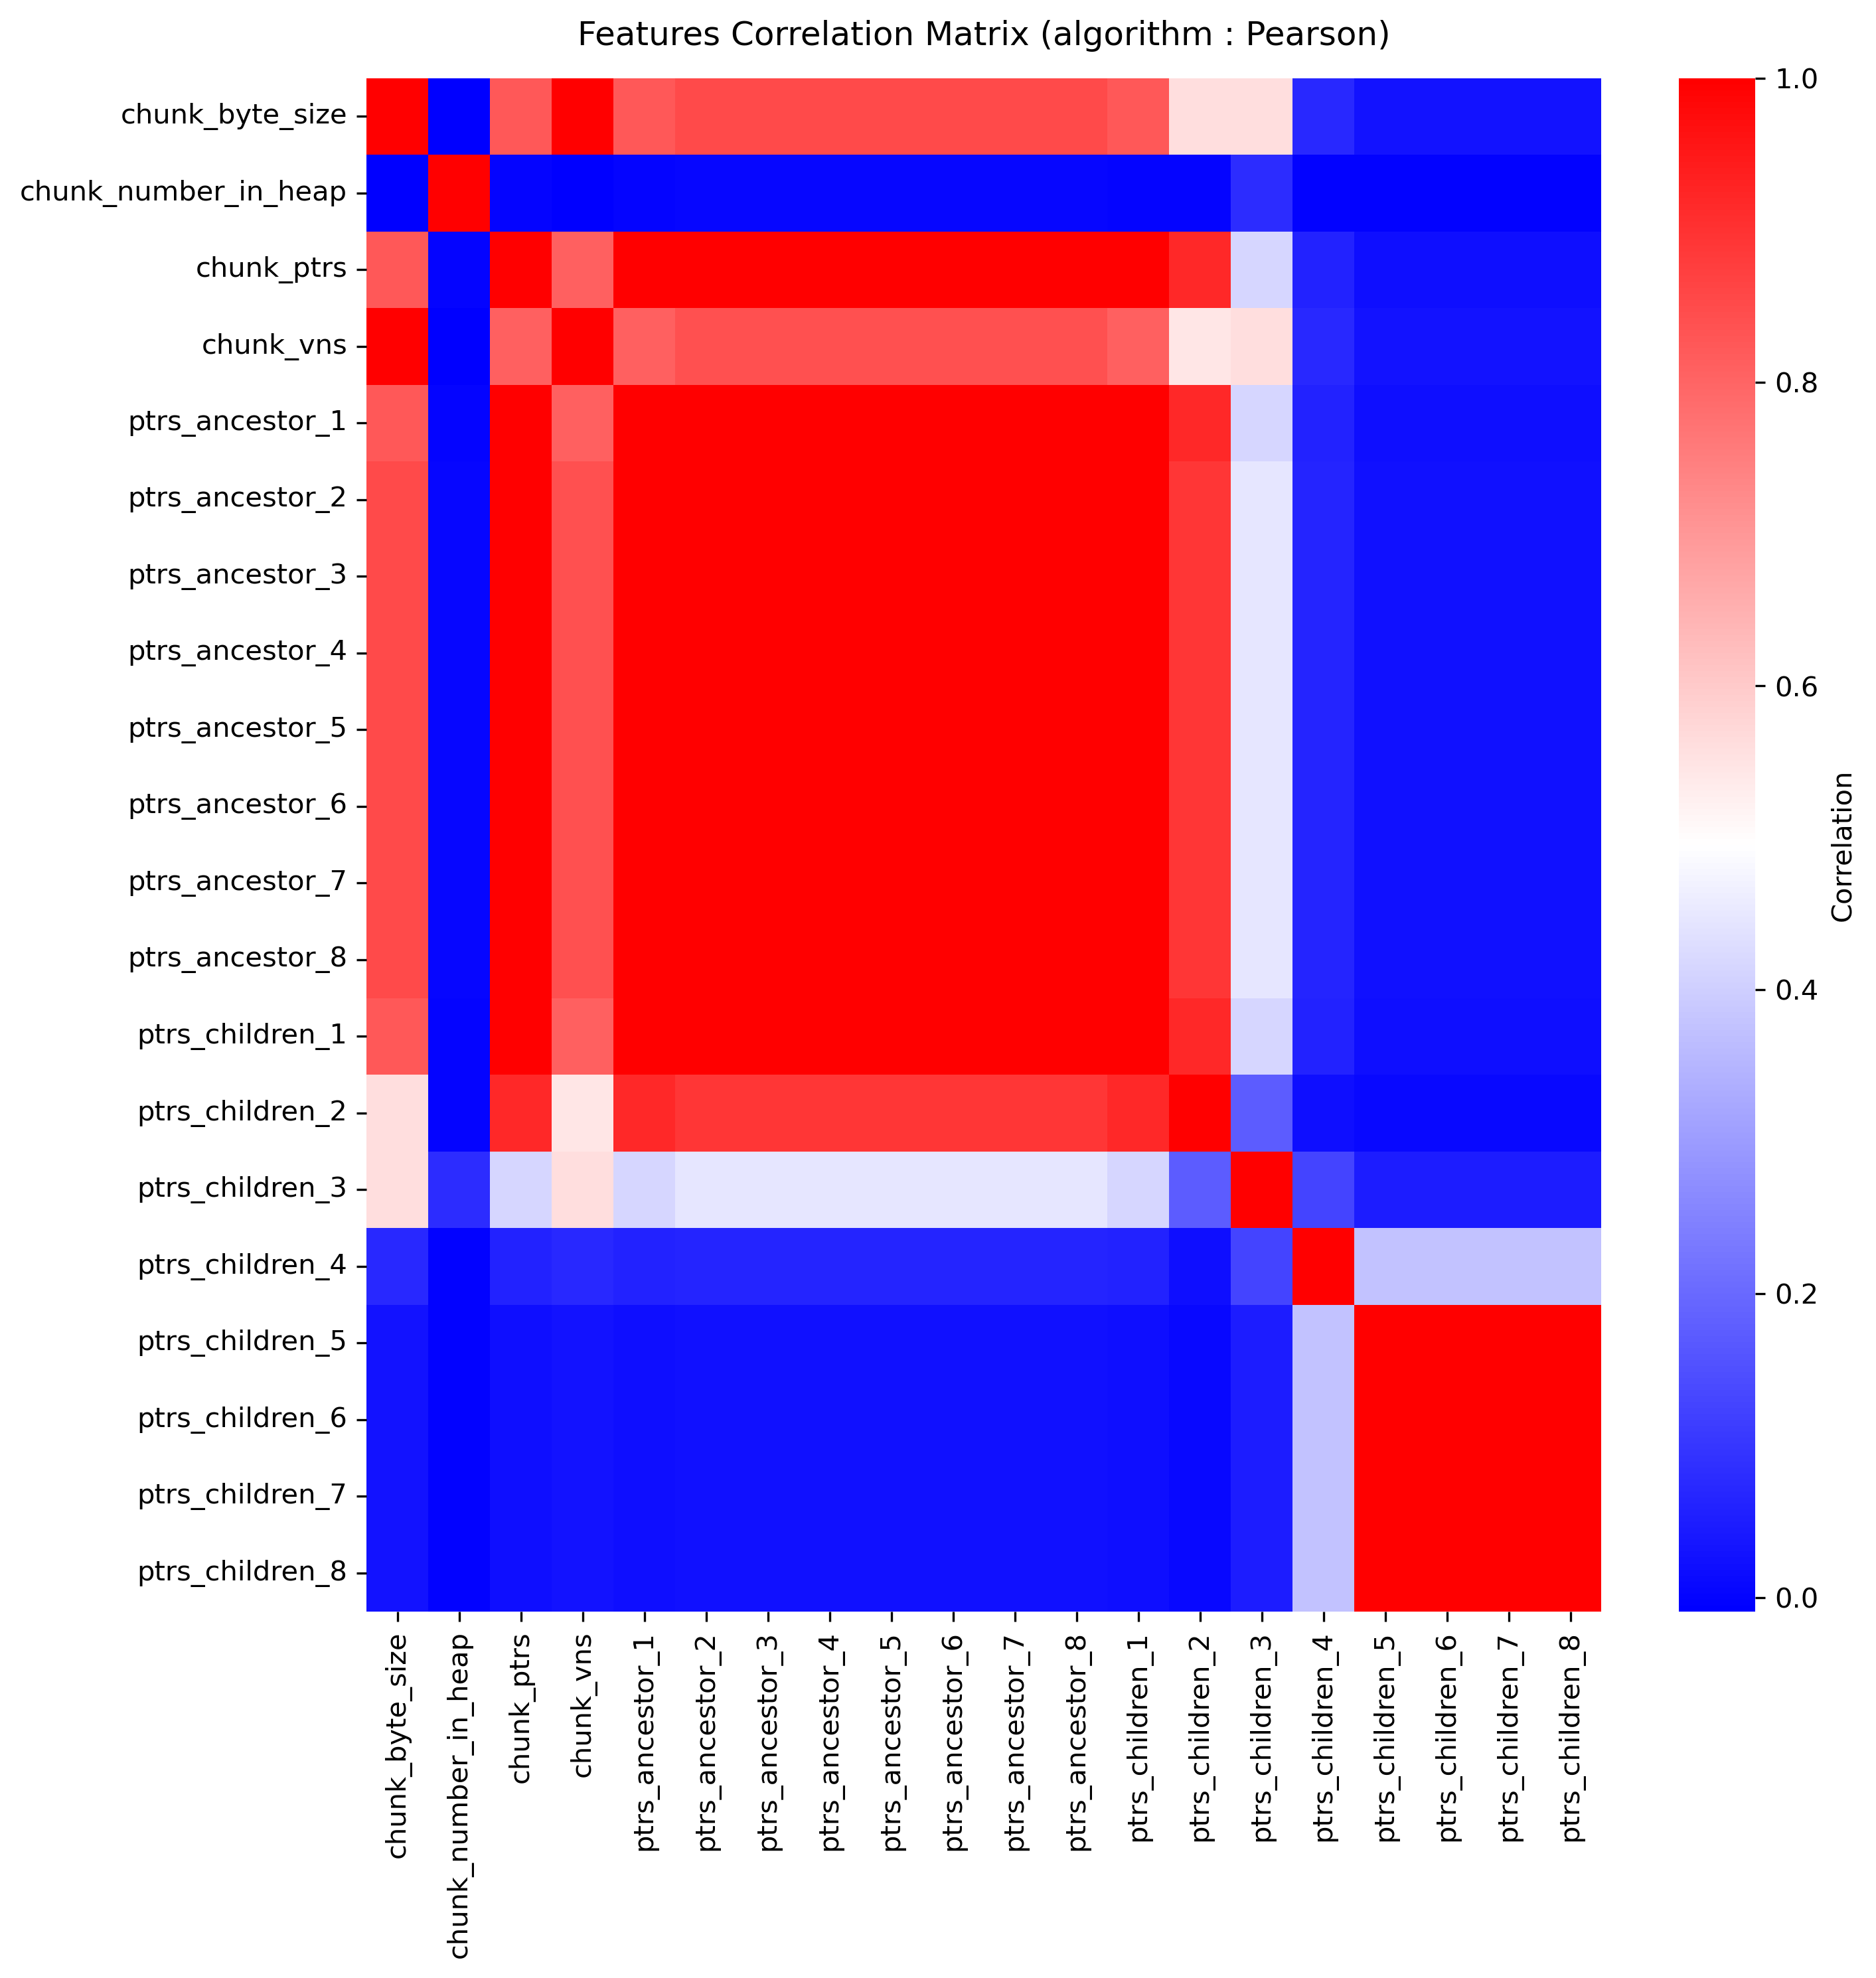 Features Correlation Matrix (algorithm : Pearson)
chunk_byte_size
chunk_number_in_heap
chunk_ptrs
chunk_vns
ptrs_ancestor_1
ptrs_ancestor_2
ptrs_ancestor_3
ptrs_ancestor_4
ptrs_ancestor_5
ptrs_ancestor_6
ptrs_ancestor_7
ptrs_ancestor_8
ptrs_children_1
ptrs_children_2
ptrs_children_3
ptrs_children_4
ptrs_children_5
ptrs_children_6
ptrs_children_7
ptrs_children_8
chunk_byte_size
chunk_number_in_heap
chunk_ptrs
chunk_vns
ptrs_ancestor_1
ptrs_ancestor_2
ptrs_ancestor_3
ptrs_ancestor_4
ptrs_ancestor_5
ptrs_ancestor_6
ptrs_ancestor_7
ptrs_ancestor_8
ptrs_children_1
ptrs_children_2
ptrs_children_3
ptrs_children_4
ptrs_children_5
ptrs_children_6
ptrs_children_7
ptrs_children_8
1.0
0.8
0.6
0.4
0.2
0.0
Correlation